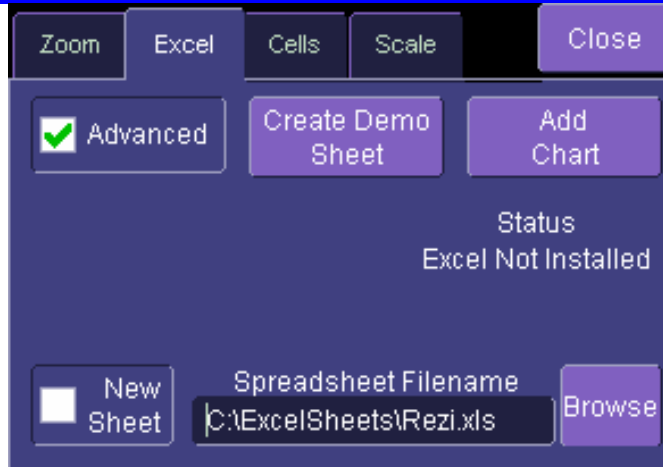 Zoom Excel Cells Scale Close
Advanced
Create Demo
Sheet
Add
Chart
Status
Excel Not Installed
New
Sheet
Spreadsheet Filename
C:\ExcelSheets\Rezi.xls
Browse